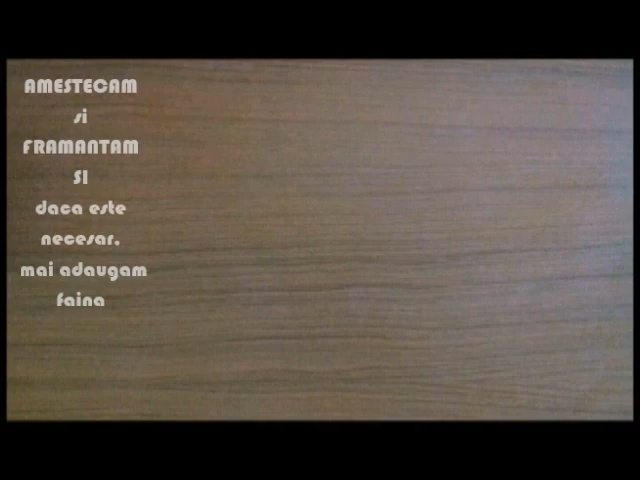 AMESTECAM
si
FRAMANTAM
SI
daca este
necesar,
mai adaugam
faina